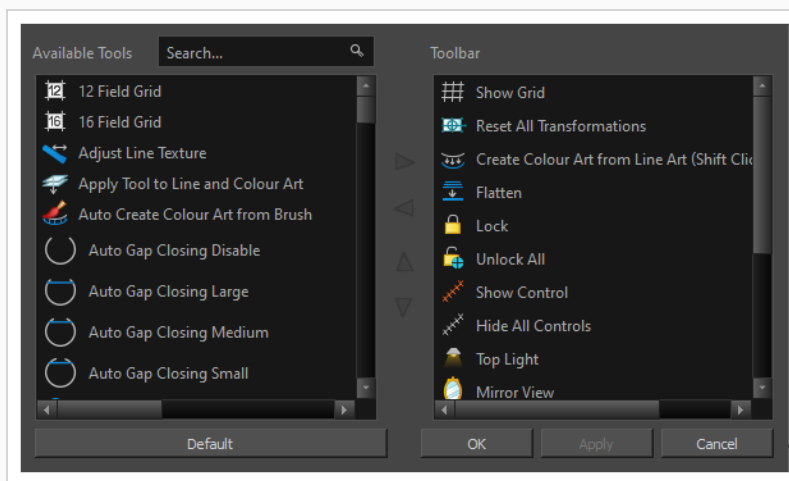 Available Tools
Search...
12 12 Field Grid
16 16 Field Grid
Adjust Line Texture
Apply Tool to Line and Colour Art
Auto Create Colour Art from Brush
Auto Gap Closing Disable
Auto Gap Closing Large
Auto Gap Closing Medium
Auto Gap Closing Small
Default
Toolbar
Show Grid
Reset All Transformations
Create Colour Art from Line Art (Shift Clic
Flatten
Lock
Unlock All
Show Control
Hide All Controls
Top Light
Mirror View
OK
Apply
Cancel